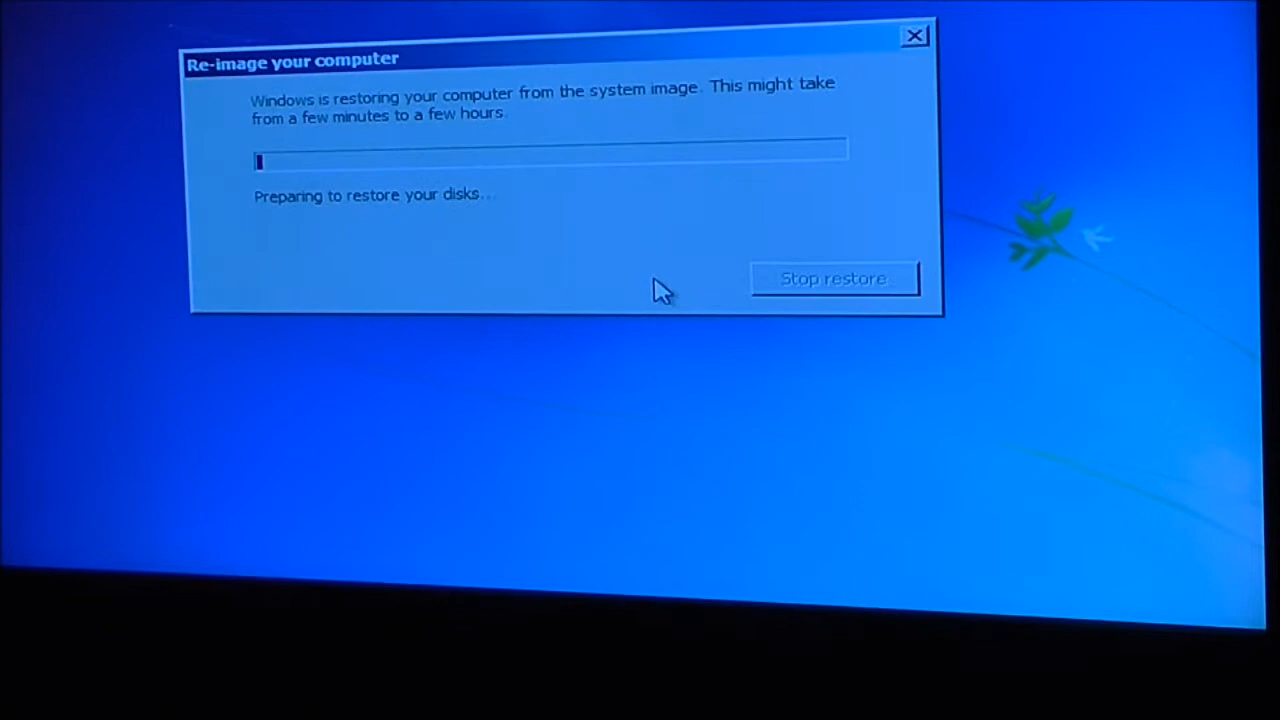 Re-image your computer
Windows is restoring your computer from the system image. This might take
from a few minutes to a few hours.
Preparing to restore your disks...
Stop restore